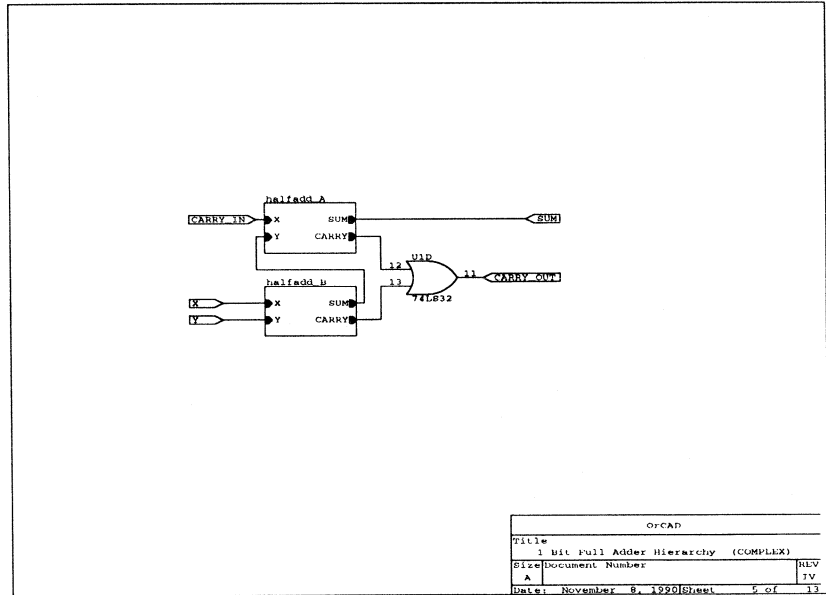 halfadd_A
CARRY_IN X SUM SUM
Y CARRY
U1D
12
11 CARRY_OUT
13
74LS32
halfadd_B
X X SUM
Y Y CARRY
OrCAD
Title
1 Bit Full Adder Hierarchy (COMPLEX)
Size Document Number REV
A IV
Date: November 8, 1990 Sheet 5 of 13